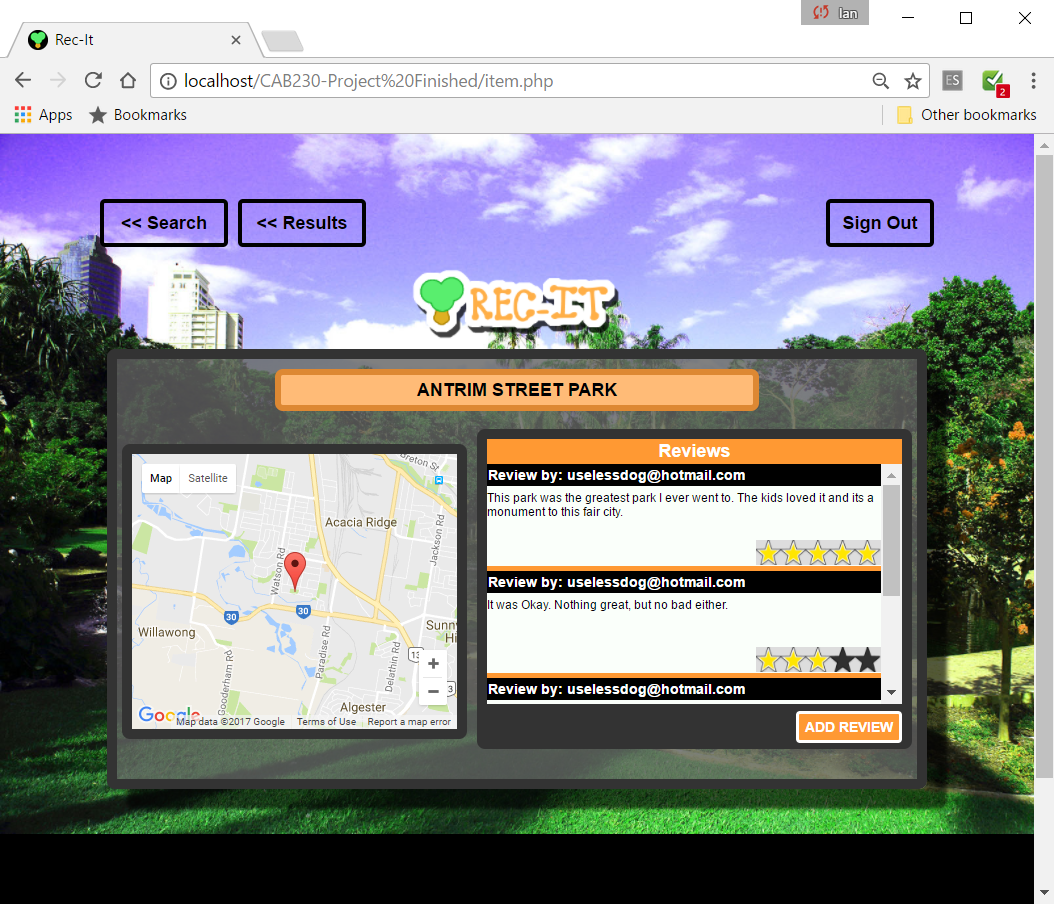 Ian
Rec-It
localhost/CAB230-Project%20Finished/item.php
ES
2
Apps
Bookmarks
Other bookmarks
<< Search
<< Results
Sign Out
REC-IT
ANTRIM STREET PARK
Map
Satellite
Acacia Ridge
Watson Rd
Jackson Rd
30
30
Willawong
Sunny
Hi
Gooderham Rd
Paradise Rd
Delathin Rd
13
3
+
−
Algester
Google
Map data ©2017 Google
Terms of Use
Report a map error
Reviews
Review by: uselessdog@hotmail.com
This park was the greatest park I ever went to. The kids loved it and its a
monument to this fair city.
Review by: uselessdog@hotmail.com
It was Okay. Nothing great, but no bad either.
Review by: uselessdog@hotmail.com
ADD REVIEW